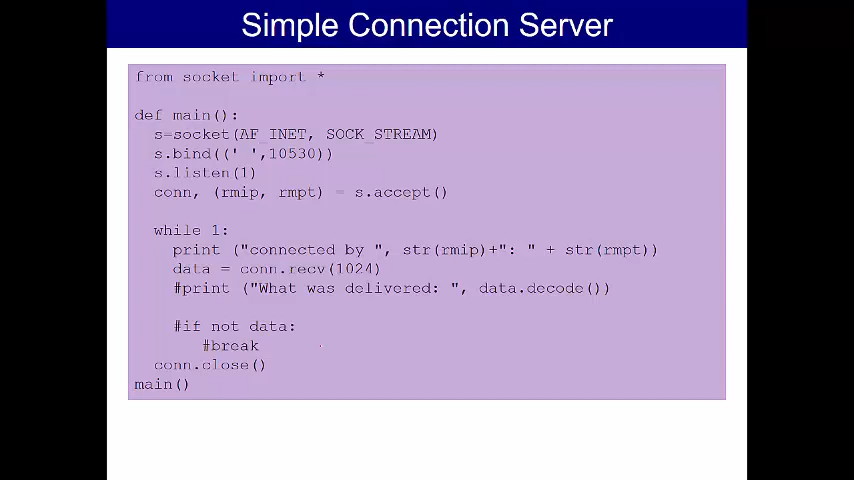 Simple Connection Server
from socket import *
def main():
s=socket(AF_INET, SOCK_STREAM)
s.bind((' ',10530))
s.listen(1)
conn, (rmip, rmpt) = s.accept()
while 1:
print ("connected by ", str(rmip)+": " + str(rmpt))
data = conn.recv(1024)
#print ("What was delivered: ", data.decode())
#if not data:
#break
conn.close()
main()